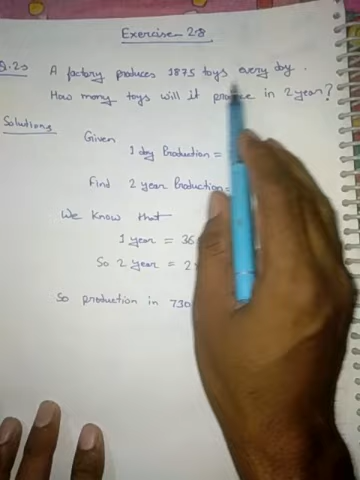 Exercise - 2.8
Q.2> A factory produces 1875 toys every day.
How many toys will it produce in 2 year?
Solutions
Given
1 day Production =
Find 2 year Production =
We Know that
1 year = 36
So 2 year = 2
So production in 730